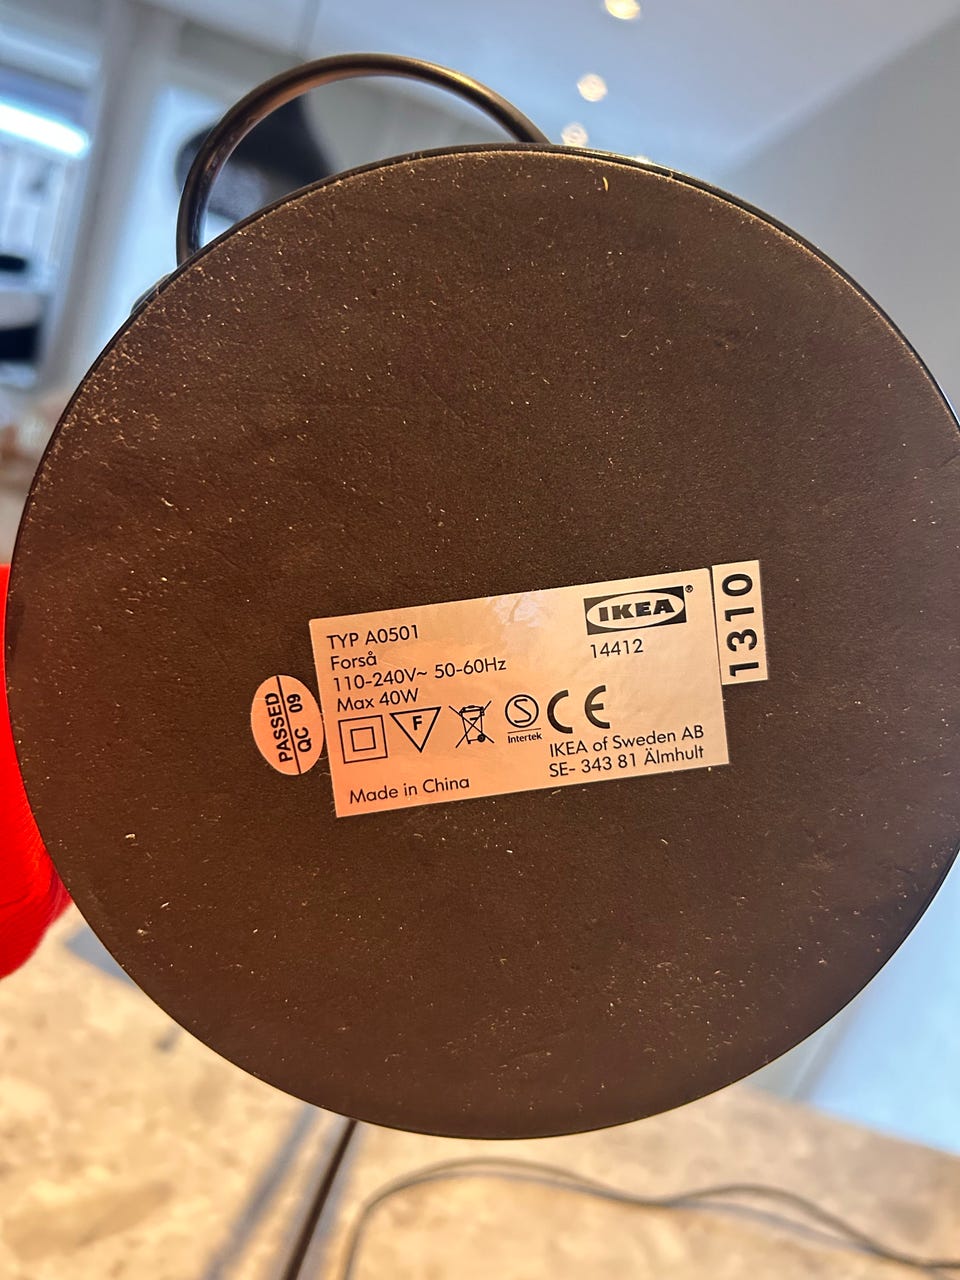 TYP A0501
Forså
110-240V~ 50-60Hz
Max 40W
F
Intertek
Made in China
IKEA®
14412
CE
IKEA of Sweden AB
SE- 343 81 Älmhult
1310
PASSED
QC 09